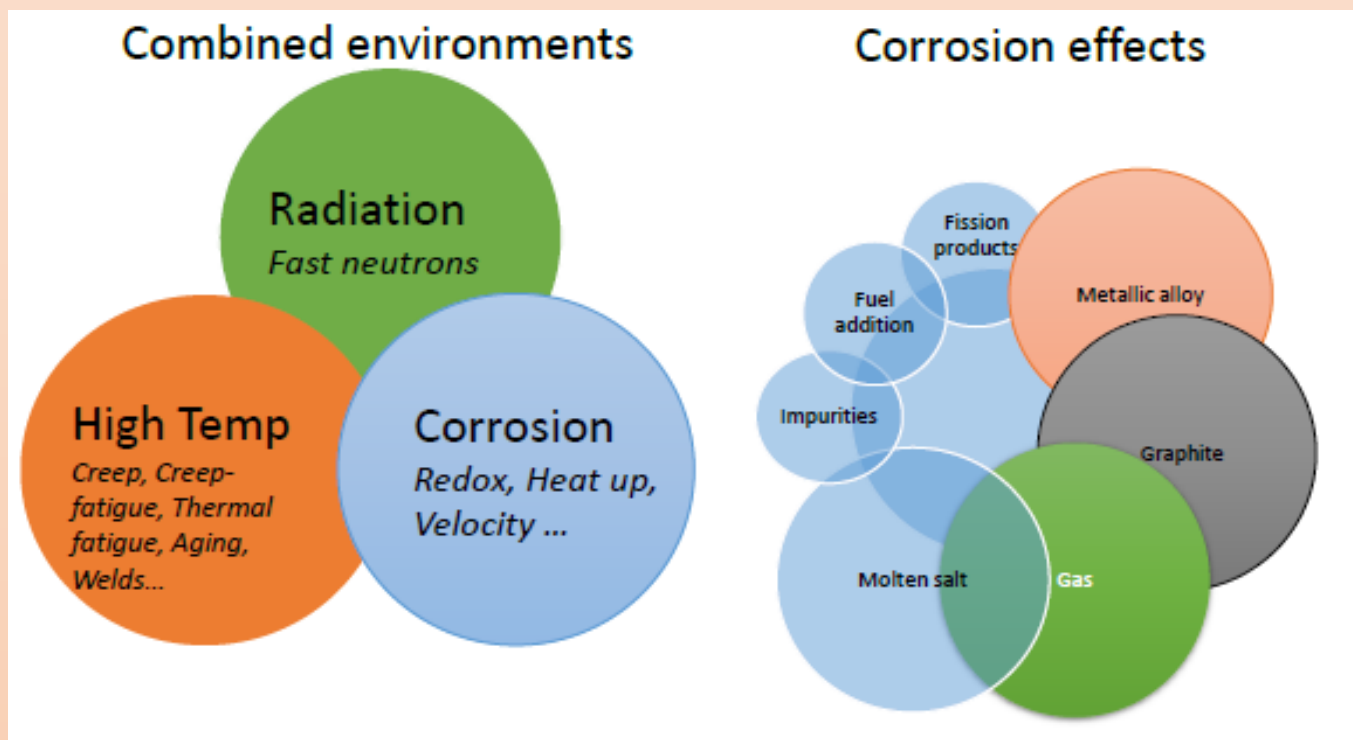 Combined environments
Radiation
Fast neutrons
High Temp
Creep, Creep-
fatigue, Thermal
fatigue, Aging,
Welds...
Corrosion
Redox, Heat up,
Velocity ...
Corrosion effects
Fission
products
Fuel
addition
Impurities
Molten salt
Metallic alloy
Graphite
Gas